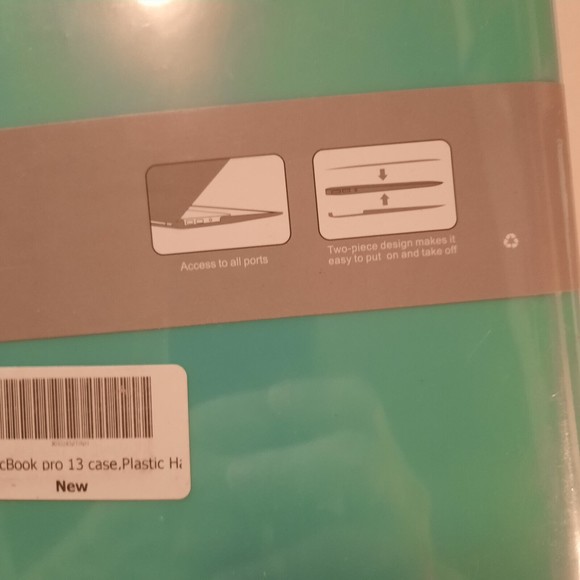 Access to all ports
Two-piece design makes it
easy to put on and take off
cBook pro 13 case,Plastic Ha
New